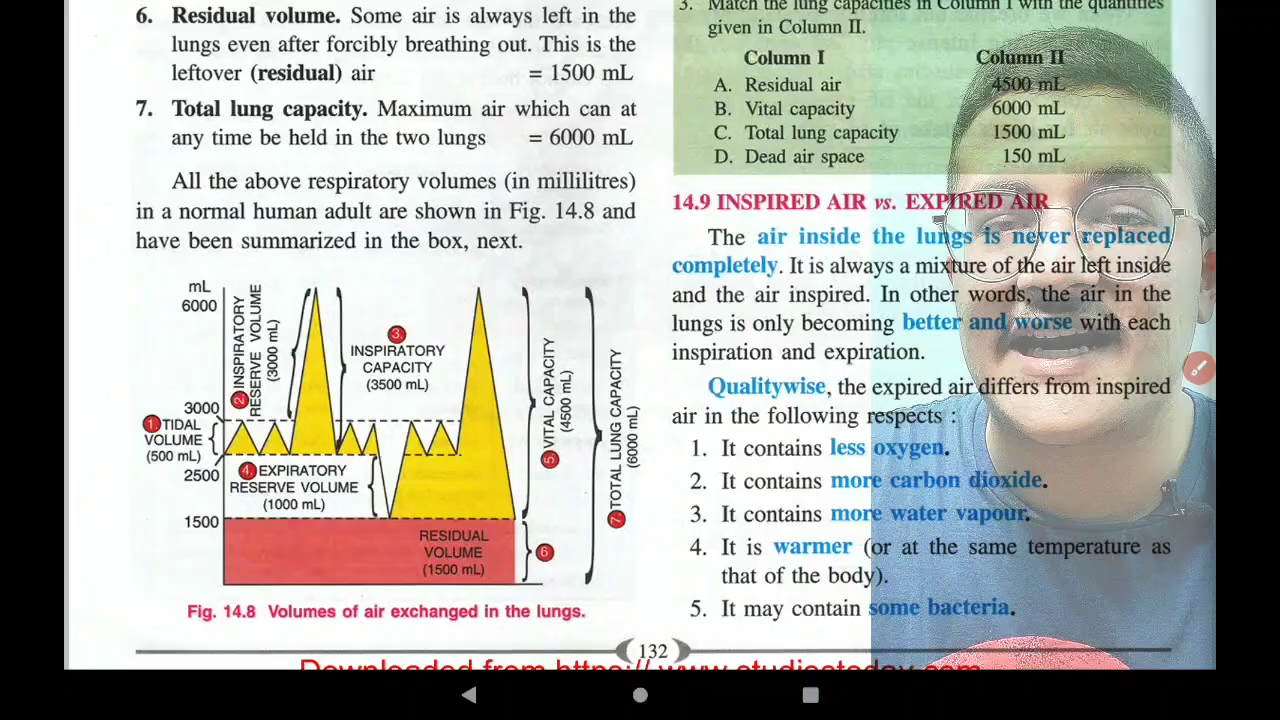 6. Residual volume. Some air is always left in the
lungs even after forcibly breathing out. This is the
leftover (residual) air = 1500 mL
7. Total lung capacity. Maximum air which can at
any time be held in the two lungs = 6000 mL
All the above respiratory volumes (in millilitres)
in a normal human adult are shown in Fig. 14.8 and
have been summarized in the box, next.
mL
6000
3000
2500
1500
1. TIDAL
VOLUME
(500 mL)
2. INSPIRATORY
RESERVE VOLUME
(3000 mL)
3.
INSPIRATORY
CAPACITY
(3500 mL)
4. EXPIRATORY
RESERVE VOLUME
(1000 mL)
5 VITAL CAPACITY
(4500 mL)
RESIDUAL
VOLUME
(1500 mL)
6
7 TOTAL LUNG CAPACITY
(6000 mL)
Fig. 14.8 Volumes of air exchanged in the lungs.
3. Match the lung capacities in Column I with the quantities
given in Column II.
Column I Column II
A. Residual air 4500 mL
B. Vital capacity 6000 mL
C. Total lung capacity 1500 mL
D. Dead air space 150 mL
14.9 INSPIRED AIR vs. EXPIRED AIR
The air inside the lungs is never replaced
completely. It is always a mixture of the air left inside
and the air inspired. In other words, the air in the
lungs is only becoming better and worse with each
inspiration and expiration.
Qualitywise, the expired air differs from inspired
air in the following respects :
1. It contains less oxygen.
2. It contains more carbon dioxide.
3. It contains more water vapour.
4. It is warmer (or at the same temperature as
that of the body).
5. It may contain some bacteria.
132
Downloaded from https:// www.studiestoday.com